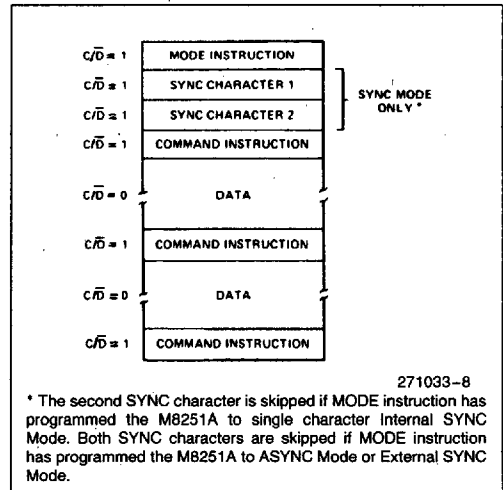 C/D̅ = 1 MODE INSTRUCTION
C/D̅ = 1 SYNC CHARACTER 1
SYNC MODE
ONLY *
C/D̅ = 1 SYNC CHARACTER 2
C/D̅ = 1 COMMAND INSTRUCTION
C/D̅ = 0 DATA
C/D̅ = 1 COMMAND INSTRUCTION
C/D̅ = 0 DATA
C/D̅ = 1 COMMAND INSTRUCTION
271033–8
* The second SYNC character is skipped if MODE instruction has
programmed the M8251A to single character Internal SYNC
Mode. Both SYNC characters are skipped if MODE instruction
has programmed the M8251A to ASYNC Mode or External SYNC
Mode.